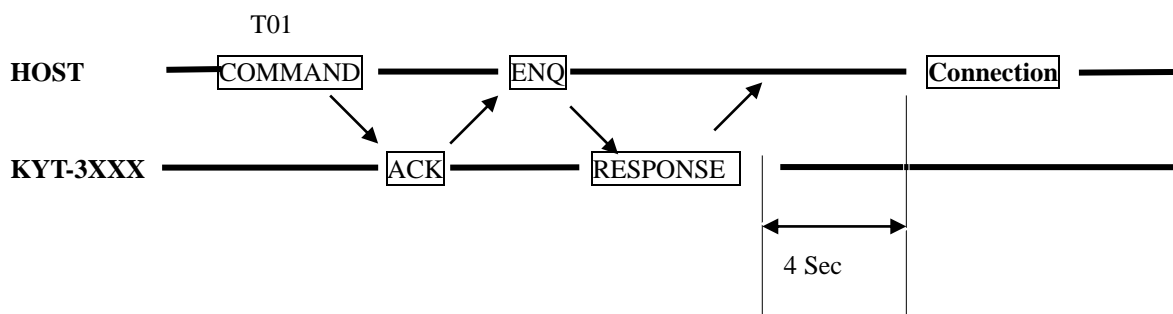 T01
HOST COMMAND ENQ Connection
KYT-3XXX ACK RESPONSE
4 Sec